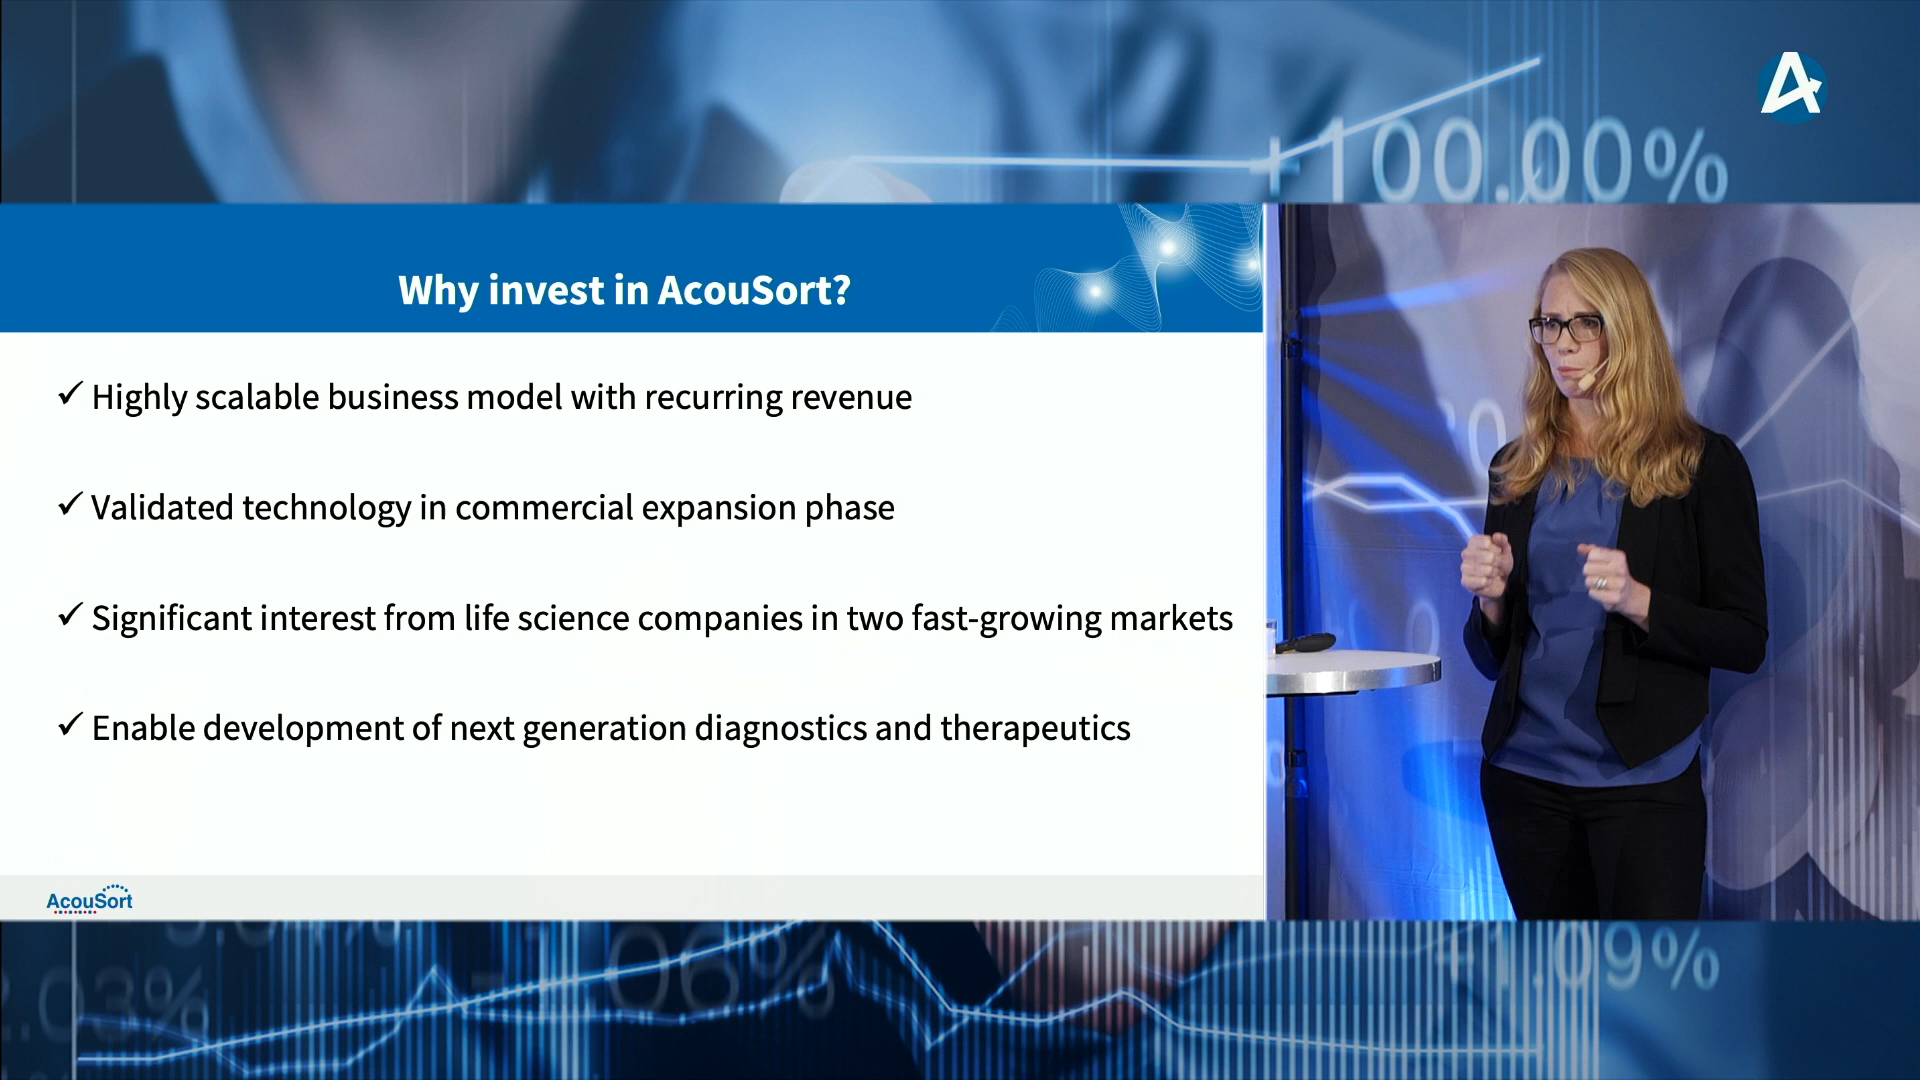 +100.00%
Why invest in AcouSort?
✓ Highly scalable business model with recurring revenue
✓ Validated technology in commercial expansion phase
✓ Significant interest from life science companies in two fast-growing markets
✓ Enable development of next generation diagnostics and therapeutics
AcouSort